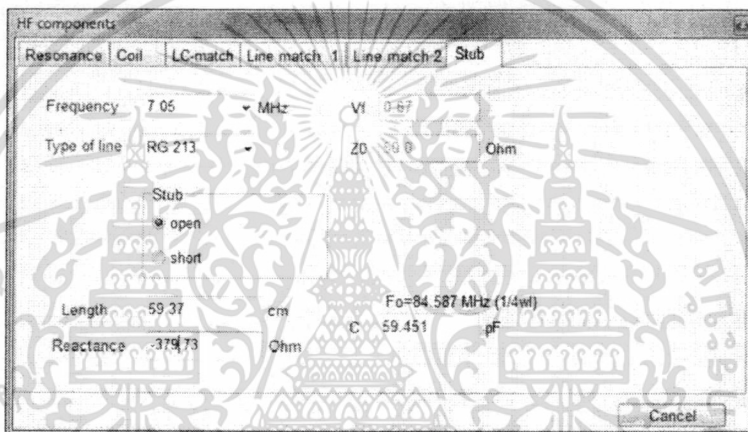 HF components
Resonance Coil LC-match Line match 1 Line match 2 Stub
Frequency 7.05 MHz Vf 0.67
Type of line RG 213 Z0 50.0 Ohm
Stub
open
short
Length 59.37 cm Fo=84.587 MHz (1/4wl)
C 59.451 pF
Reactance -379.73 Ohm
Cancel